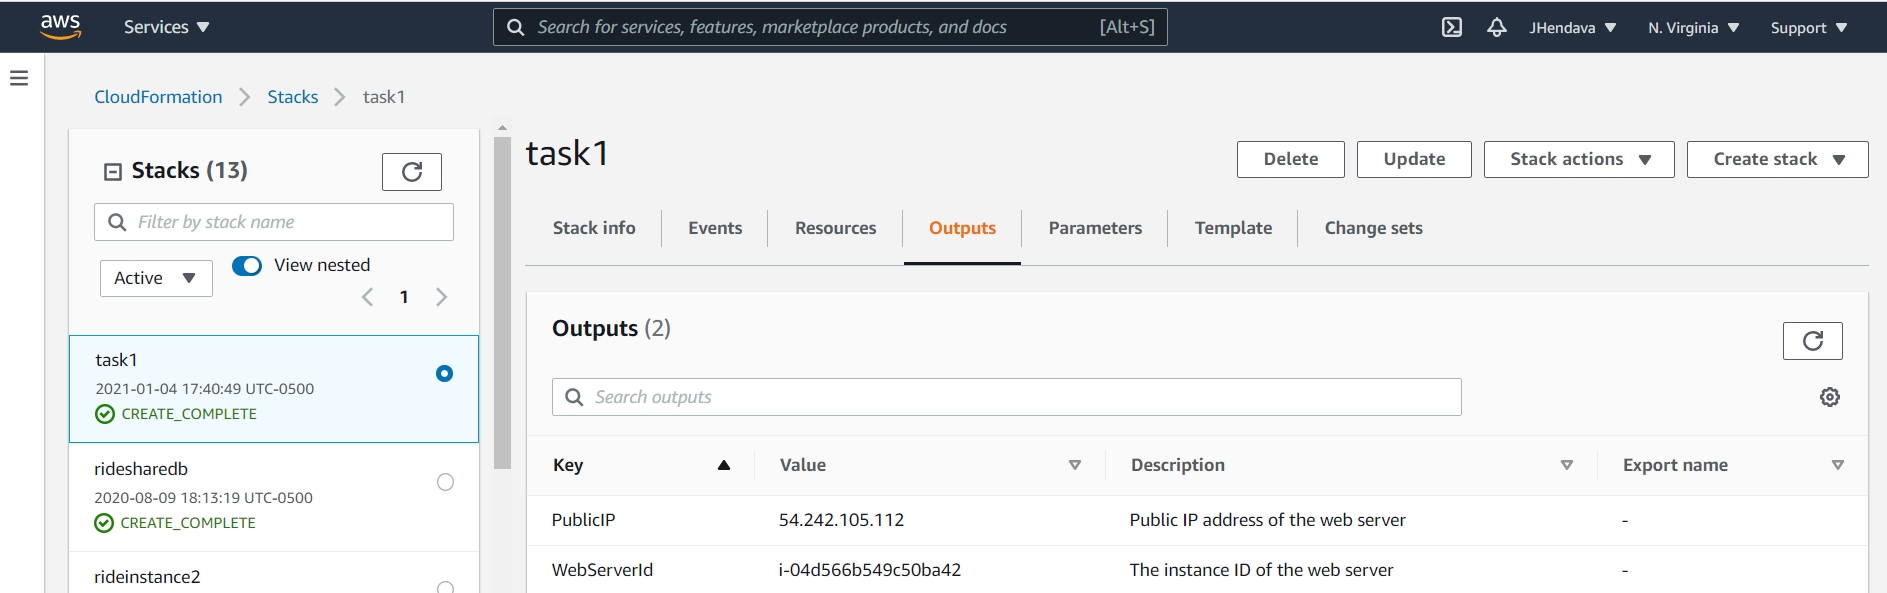 aws
Services
Search for services, features, marketplace products, and docs [Alt+S]
JHendava
N. Virginia
Support
CloudFormation > Stacks > task1
Stacks (13)
Filter by stack name
Active
View nested
1
task1
2021-01-04 17:40:49 UTC-0500
CREATE_COMPLETE
ridesharedb
2020-08-09 18:13:19 UTC-0500
CREATE_COMPLETE
rideinstance2
task1
Delete
Update
Stack actions
Create stack
Stack info
Events
Resources
Outputs
Parameters
Template
Change sets
Outputs (2)
Search outputs
Key Value Description Export name
PublicIP 54.242.105.112 Public IP address of the web server -
WebServerId i-04d566b549c50ba42 The instance ID of the web server -